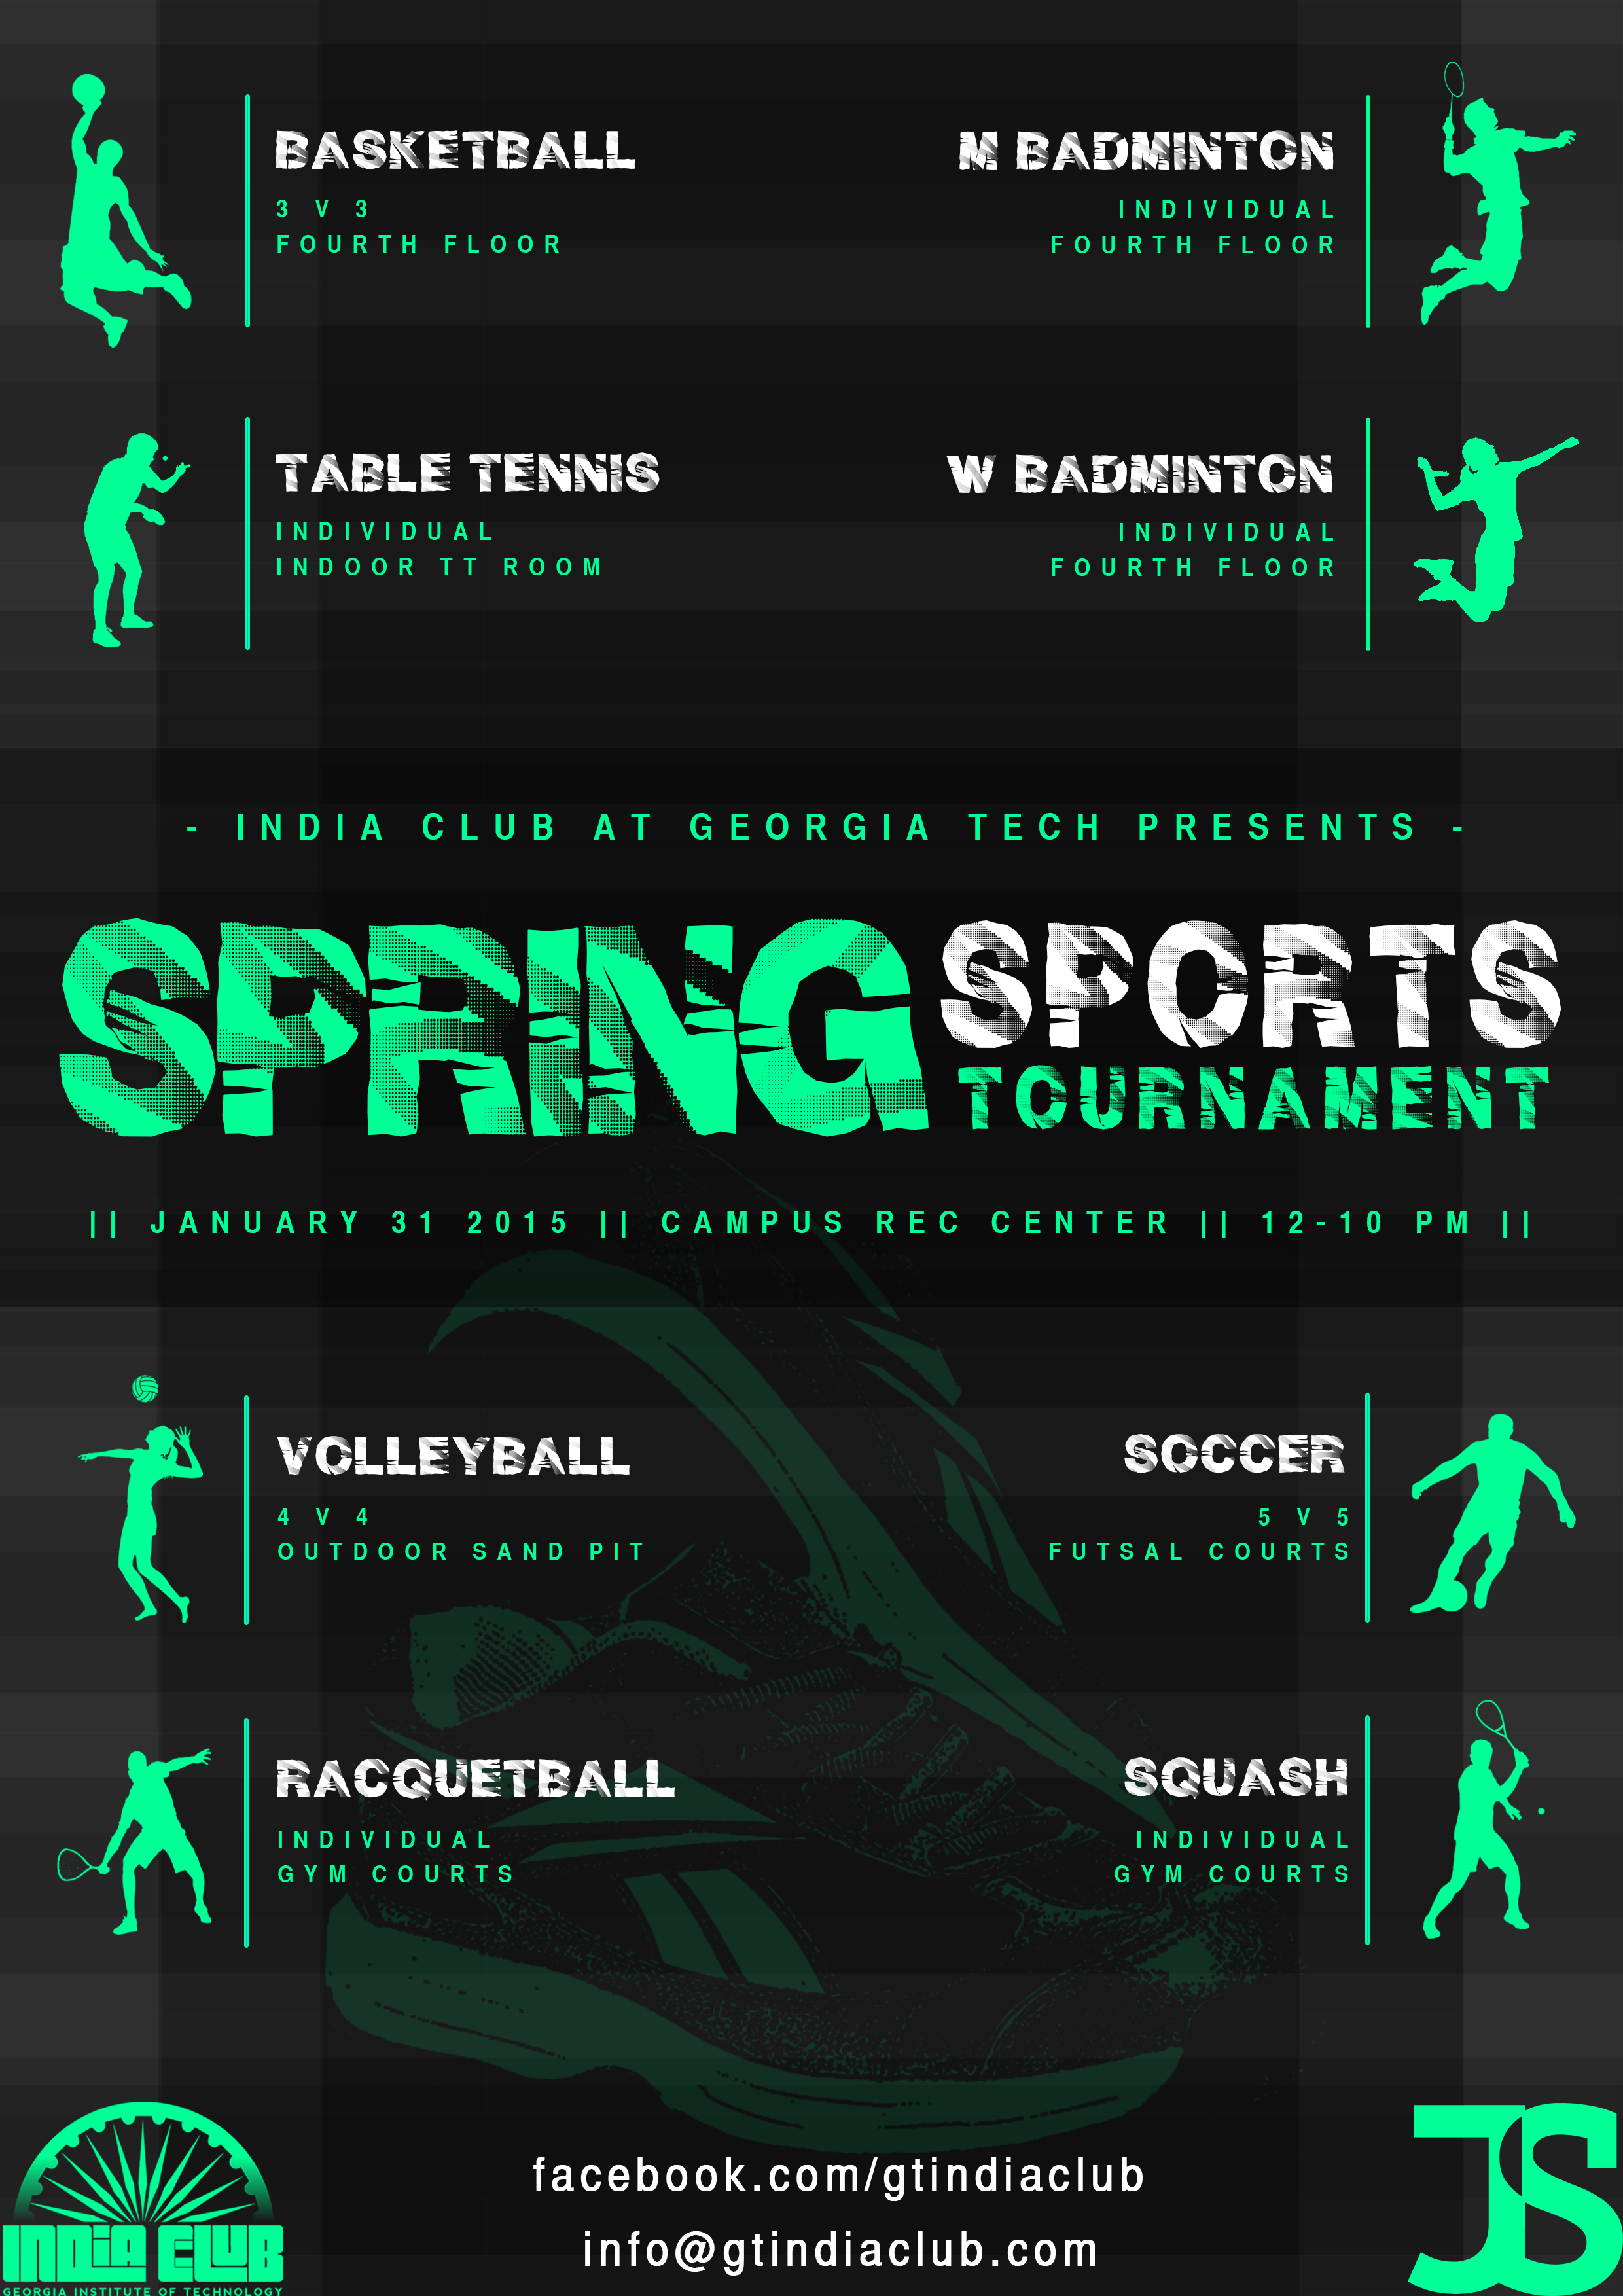 BASKETBALL
3 V 3
FOURTH FLOOR
M BADMINTON
INDIVIDUAL
FOURTH FLOOR
TABLE TENNIS
INDIVIDUAL
INDOOR TT ROOM
W BADMINTON
INDIVIDUAL
FOURTH FLOOR
- INDIA CLUB AT GEORGIA TECH PRESENTS -
SPRING SPORTS
TOURNAMENT
|| JANUARY 31 2015 || CAMPUS REC CENTER || 12-10 PM ||
VOLLEYBALL
4 V 4
OUTDOOR SAND PIT
SOCCER
5 V 5
FUTSAL COURTS
RACQUETBALL
INDIVIDUAL
GYM COURTS
SQUASH
INDIVIDUAL
GYM COURTS
facebook.com/gtindiaclub
info@gtindiaclub.com
INDIA CLUB
GEORGIA INSTITUTE OF TECHNOLOGY
JS